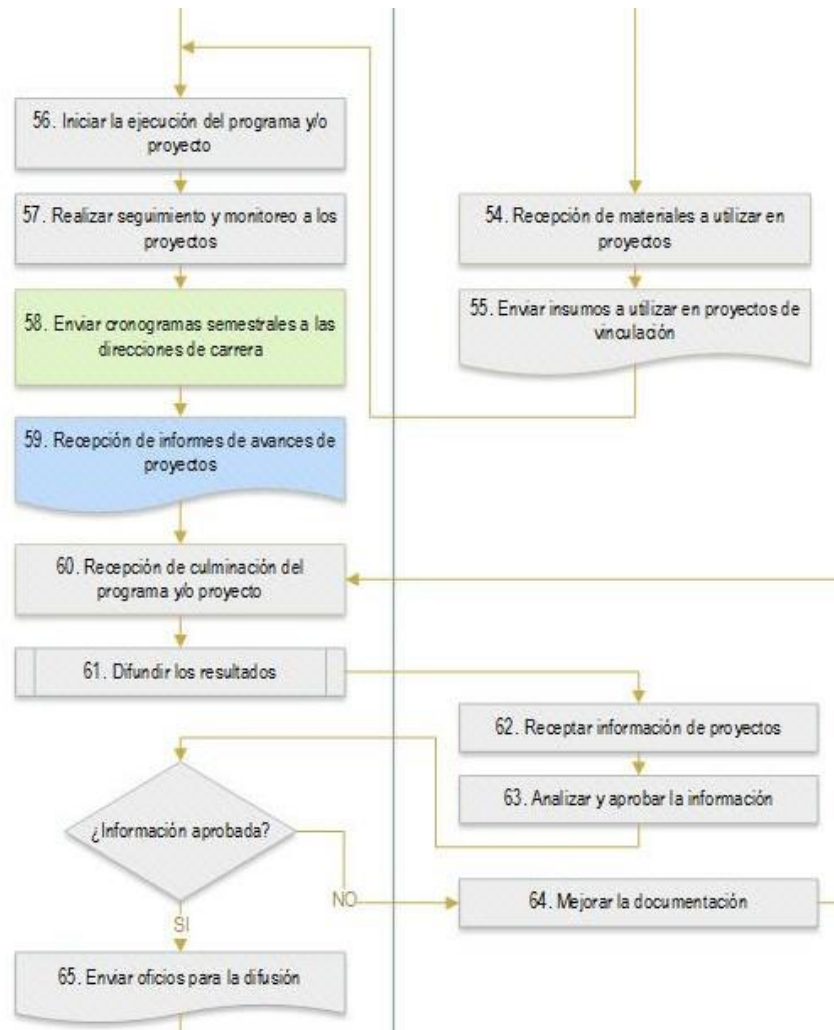 56. Iniciar la ejecución del programa y/o
proyecto
57. Realizar seguimiento y monitoreo a los
proyectos
58. Enviar cronogramas semestrales a las
direcciones de carrera
59. Recepción de informes de avances de
proyectos
60. Recepción de culminación del
programa y/o proyecto
61. Difundir los resultados
¿Información aprobada?
NO
SI
65. Enviar oficios para la difusión
54. Recepción de materiales a utilizar en
proyectos
55. Enviar insumos a utilizar en proyectos de
vinculación
62. Receptar información de proyectos
63. Analizar y aprobar la información
64. Mejorar la documentación